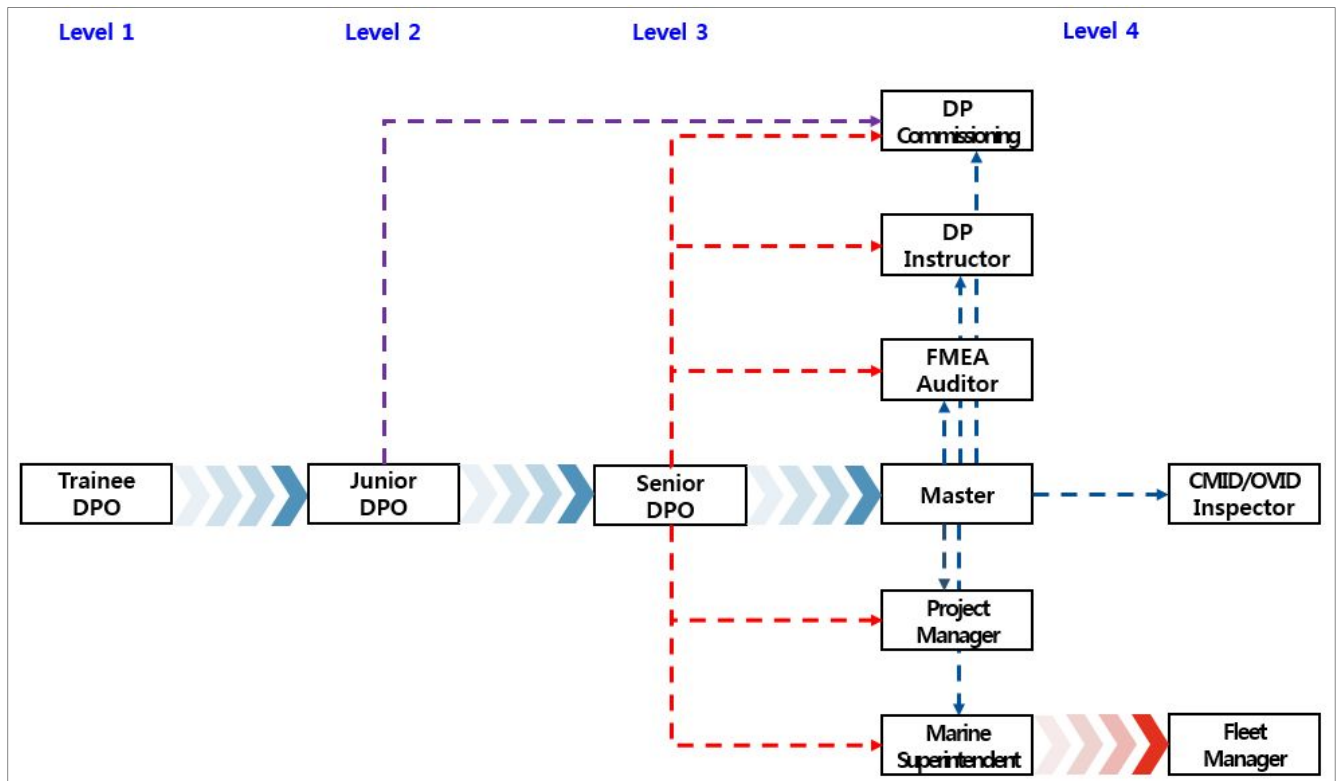 Level 1
Level 2
Level 3
Level 4
DP
Commissioning
DP
Instructor
FMEA
Auditor
Trainee
DPO
Junior
DPO
Senior
DPO
Master
CMID/OVID
Inspector
Project
Manager
Marine
Superintendent
Fleet
Manager